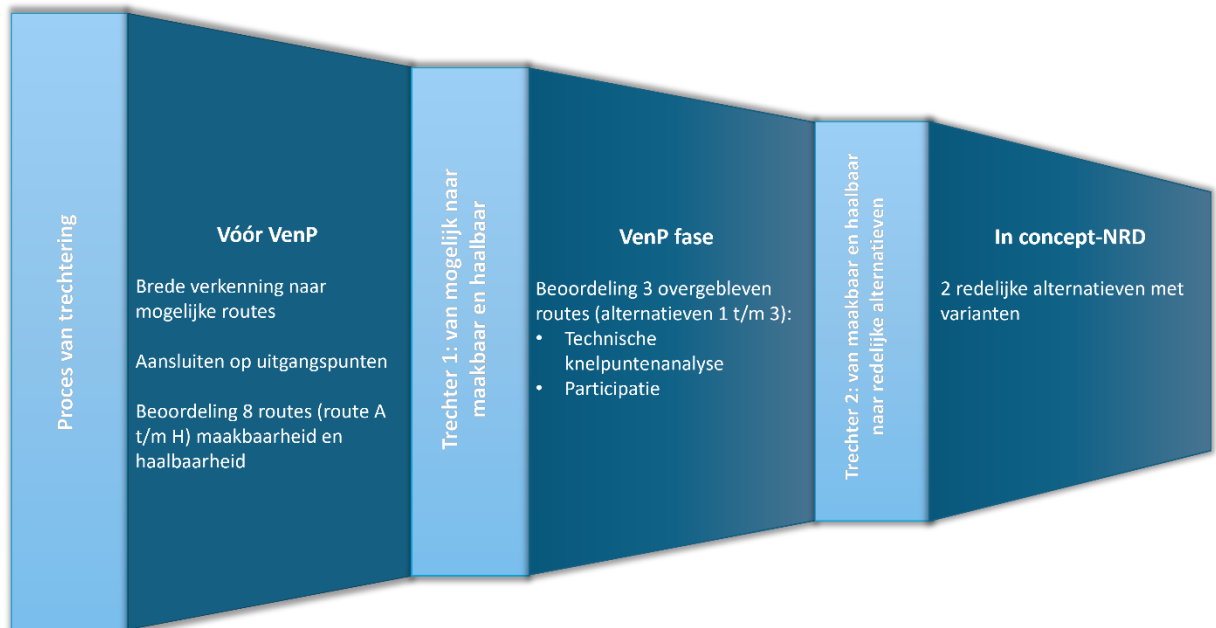 Proces van trechtering
Vóór VenP
Brede verkenning naar
mogelijke routes
Aansluiten op uitgangspunten
Beoordeling 8 routes (route A
t/m H) maakbaarheid en
haalbaarheid
Trechter 1: van mogelijk naar
maakbaar en haalbaar
VenP fase
Beoordeling 3 overgebleven
routes (alternatieven 1 t/m 3):
• Technische
knelpuntenanalyse
• Participatie
Trechter 2: van maakbaar en haalbaar
naar redelijke alternatieven
In concept-NRD
2 redelijke alternatieven met
varianten